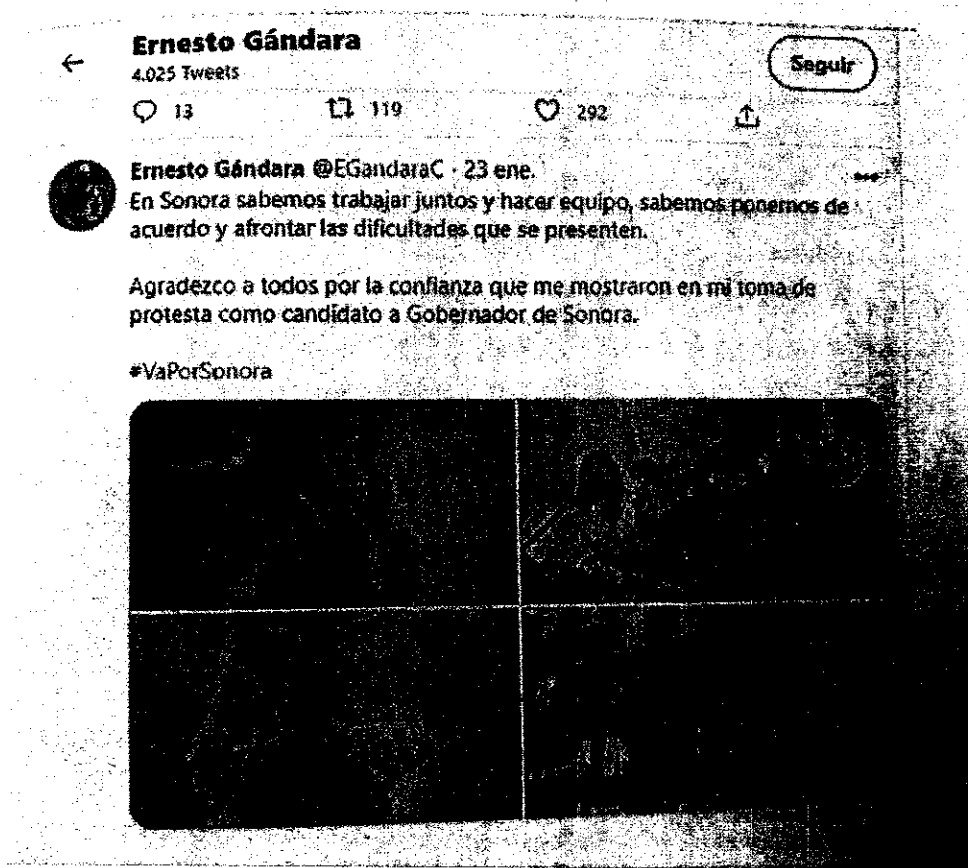 Ernesto Gándara
4.025 Tweets
Seguir
13 119 292
Ernesto Gándara @EGandaraC · 23 ene.
En Sonora sabemos trabajar juntos y hacer equipo, sabemos ponernos de
acuerdo y afrontar las dificultades que se presenten.
Agradezco a todos por la confianza que me mostraron en mi toma de
protesta como candidato a Gobernador de Sonora.
#VaPorSonora